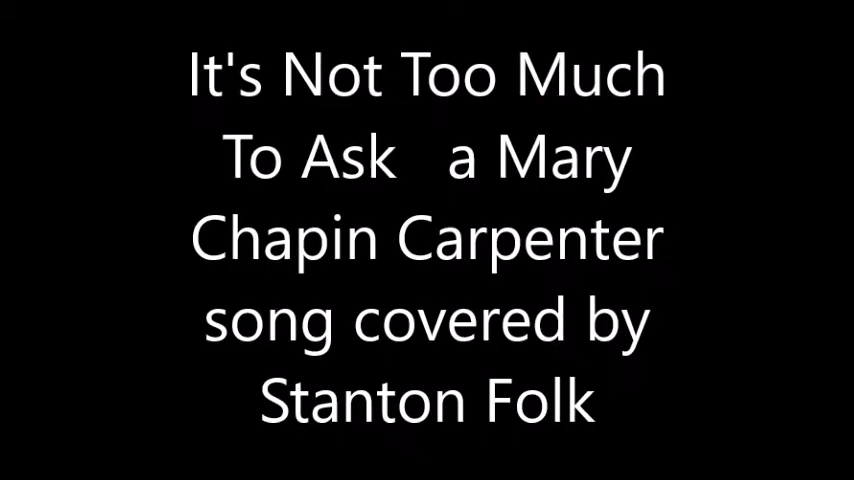 It's Not Too Much
To Ask   a Mary
Chapin Carpenter
song covered by
Stanton Folk